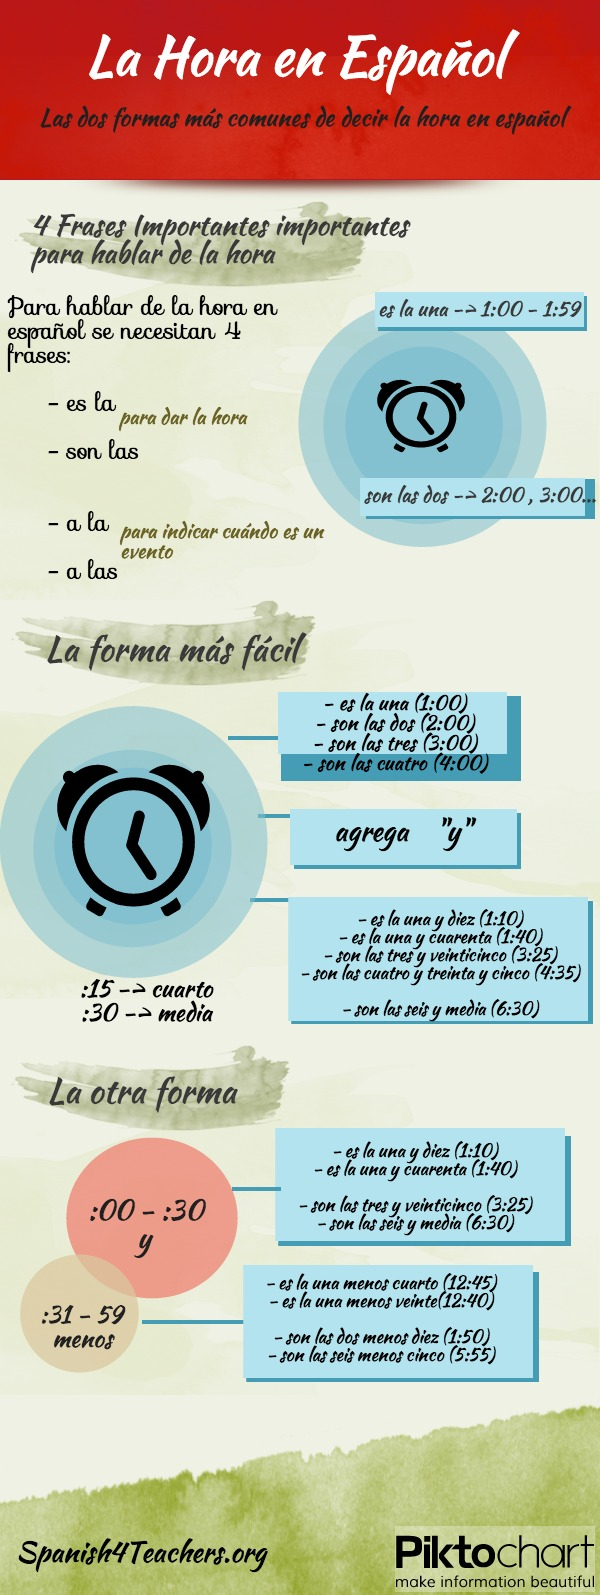 La Hora en Español
Las dos formas más comunes de decir la hora en español
4 Frases Importantes importantes
para hablar de la hora
Para hablar de la hora en
español se necesitan 4
frases:
- es la
para dar la hora
- son las
- a la
para indicar cuándo es un
evento
- a las
es la una --> 1:00 - 1:59
son las dos --> 2:00 , 3:00...
La forma más fácil
- es la una (1:00)
- son las dos (2:00)
- son las tres (3:00)
- son las cuatro (4:00)
agrega "y"
- es la una y diez (1:10)
- es la una y cuarenta (1:40)
- son las tres y veinticinco (3:25)
- son las cuatro y treinta y cinco (4:35)
- son las seis y media (6:30)
:15 --> cuarto
:30 --> media
La otra forma
:00 - :30
y
- es la una y diez (1:10)
- es la una y cuarenta (1:40)
- son las tres y veinticinco (3:25)
- son las seis y media (6:30)
:31 - 59
menos
- es la una menos cuarto (12:45)
- es la una menos veinte(12:40)
- son las dos menos diez (1:50)
- son las seis menos cinco (5:55)
Spanish4Teachers.org
Piktochart
make information beautiful